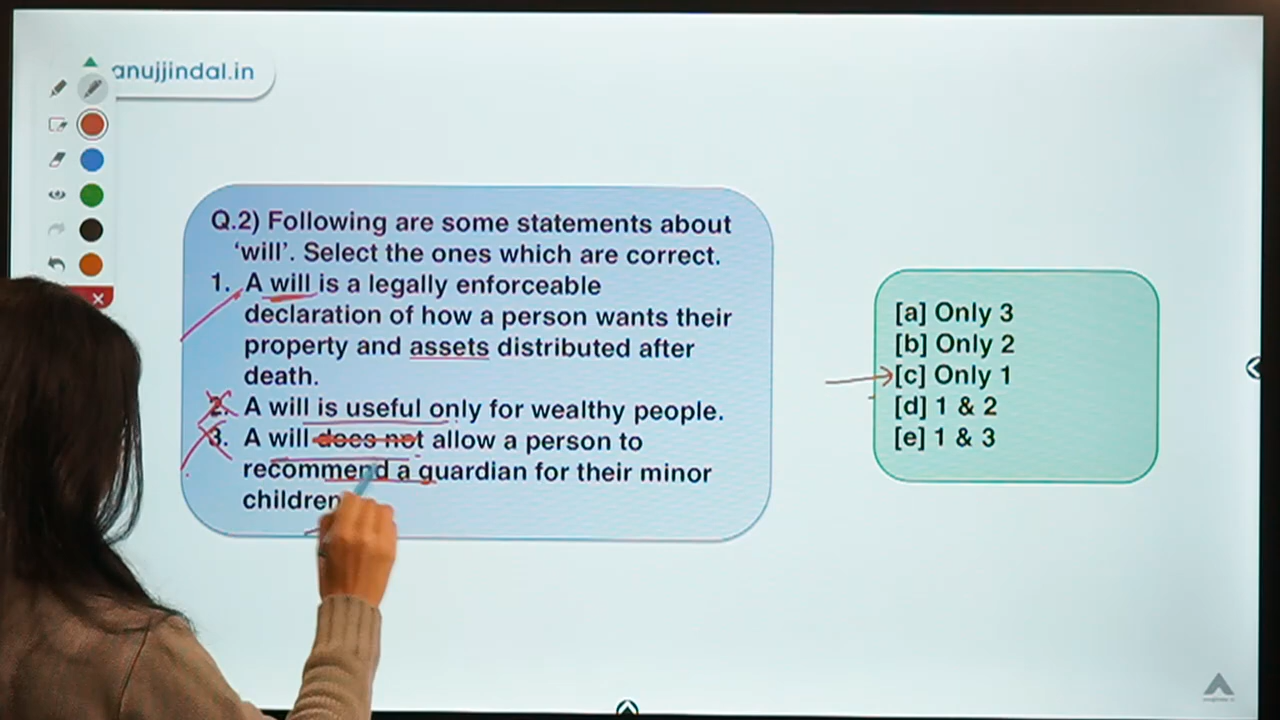 anujjindal.in
Q.2) Following are some statements about
'will'. Select the ones which are correct.
1. A will is a legally enforceable
declaration of how a person wants their
property and assets distributed after
death.
2. A will is useful only for wealthy people.
3. A will does not allow a person to
recommend a guardian for their minor
children
[a] Only 3
[b] Only 2
[c] Only 1
[d] 1 & 2
[e] 1 & 3